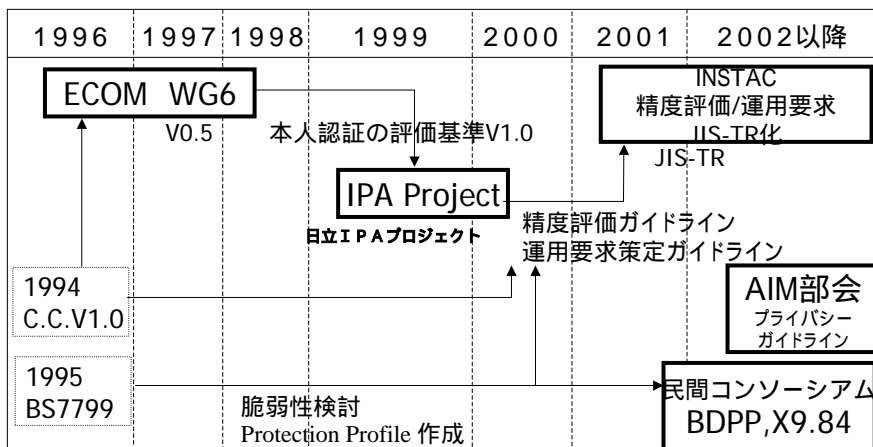 1996 1997 1998 1999 2000 2001 2002以降
ECOM WG6
V0.5
本人認証の評価基準V1.0
INSTAC
精度評価/運用要求
JIS-TR化
JIS-TR
IPA Project
日立IPAプロジェクト
精度評価ガイドライン
運用要求策定ガイドライン
1994
C.C.V1.0
AIM部会
プライバシー
ガイドライン
1995
BS7799
民間コンソーシアム
BDPP,X9.84
脆弱性検討
Protection Profile 作成